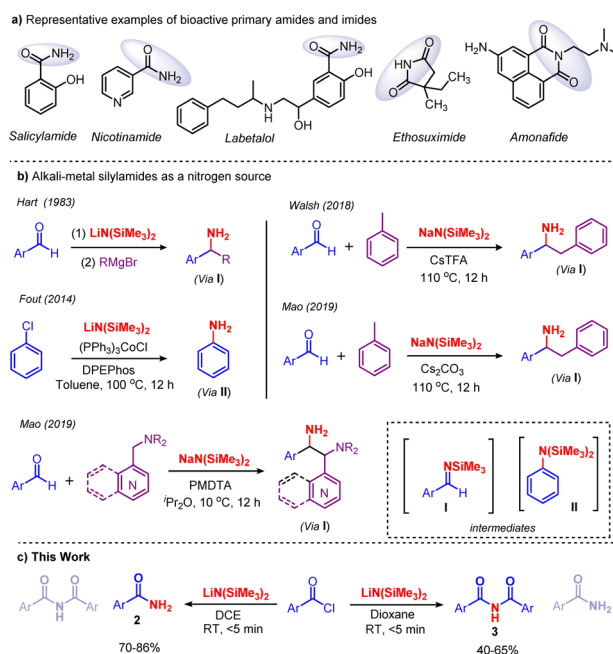 a) Representative examples of bioactive primary amides and imides
O
NH2
OH
Salicylamide
O
NH2
N
Nicotinamide
O
NH2
OH
N
H
OH
Labetalol
O
HN
O
Ethosuximide
H2N
O
N
O
N
Amonafide
b) Alkali-metal silylamides as a nitrogen source
Hart (1983)
O
Ar
H
(1) LiN(SiMe3)2
(2) RMgBr
NH2
Ar
R
(Via I)
Walsh (2018)
O
Ar
H
+
NaN(SiMe3)2
CsTFA
110 oC, 12 h
NH2
Ar
(Via I)
Fout (2014)
Cl
LiN(SiMe3)2
(PPh3)3CoCl
DPEPhos
Toluene, 100 oC, 12 h
NH2
(Via II)
Mao (2019)
O
Ar
H
+
NaN(SiMe3)2
Cs2CO3
110 oC, 12 h
NH2
Ar
(Via I)
Mao (2019)
O
Ar
H
+
NR2
N
NaN(SiMe3)2
PMDTA
iPr2O, 10 oC, 12 h
NH2
Ar
NR2
N
(Via I)
NSiMe3
Ar
H
I
N(SiMe3)2
II
intermediates
c) This Work
O O
Ar N Ar
H
O
Ar NH2
2
70-86%
LiN(SiMe3)2
DCE
RT, <5 min
O
Ar Cl
LiN(SiMe3)2
Dioxane
RT, <5 min
O O
Ar N Ar
H
3
40-65%
O
Ar NH2